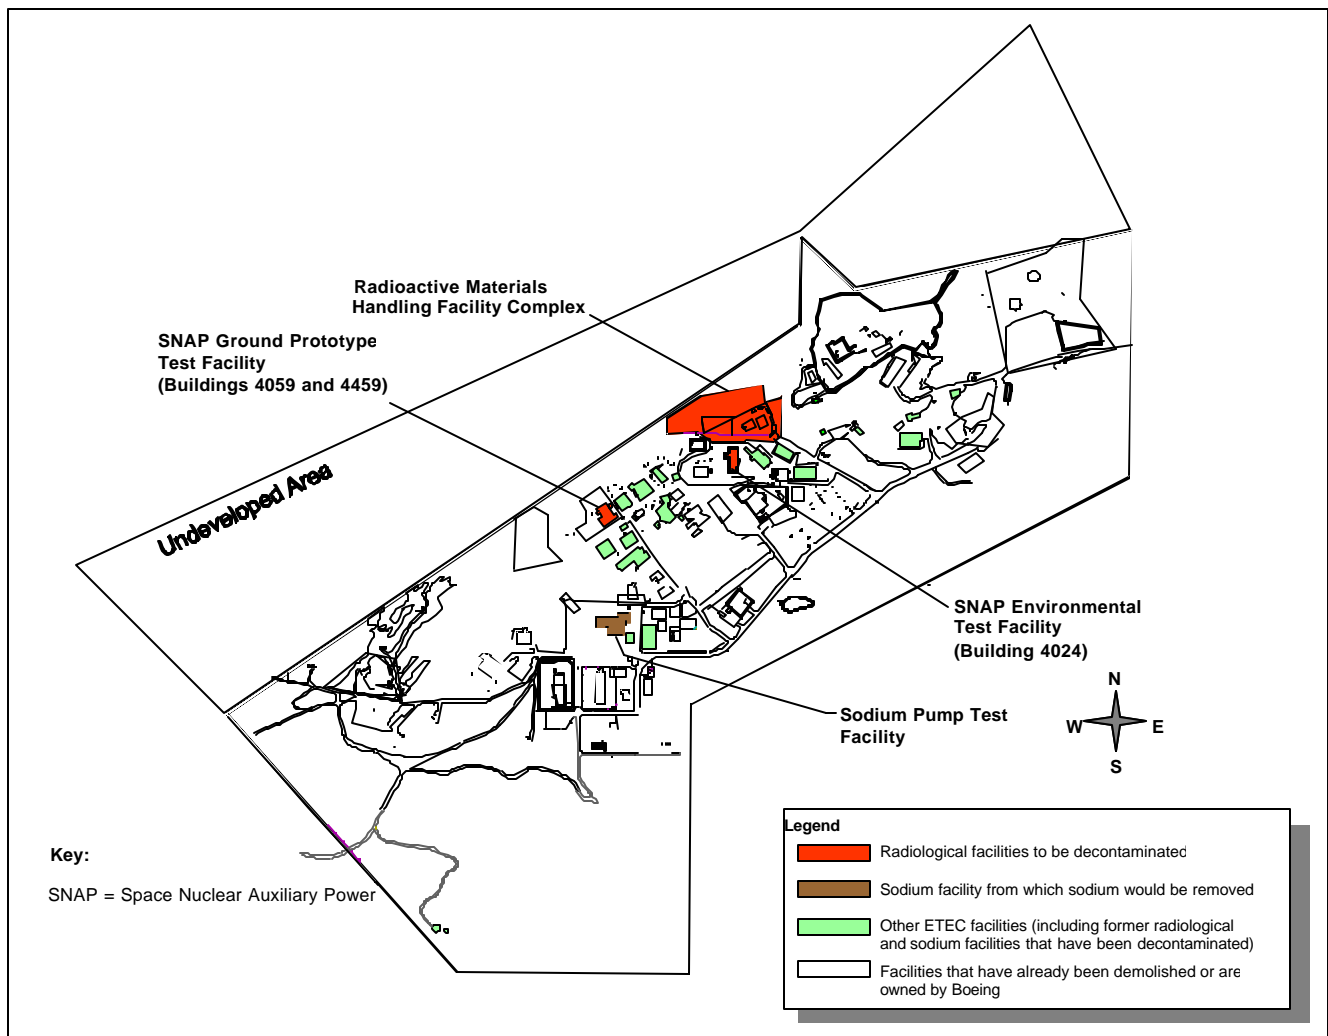 Radioactive Materials
Handling Facility Complex
SNAP Ground Prototype
Test Facility
(Buildings 4059 and 4459)
Undeveloped Area
SNAP Environmental
Test Facility
(Building 4024)
Sodium Pump Test
Facility
N
W E
S
Key:
SNAP = Space Nuclear Auxiliary Power
Legend
Radiological facilities to be decontaminated
Sodium facility from which sodium would be removed
Other ETEC facilities (including former radiological
and sodium facilities that have been decontaminated)
Facilities that have already been demolished or are
owned by Boeing